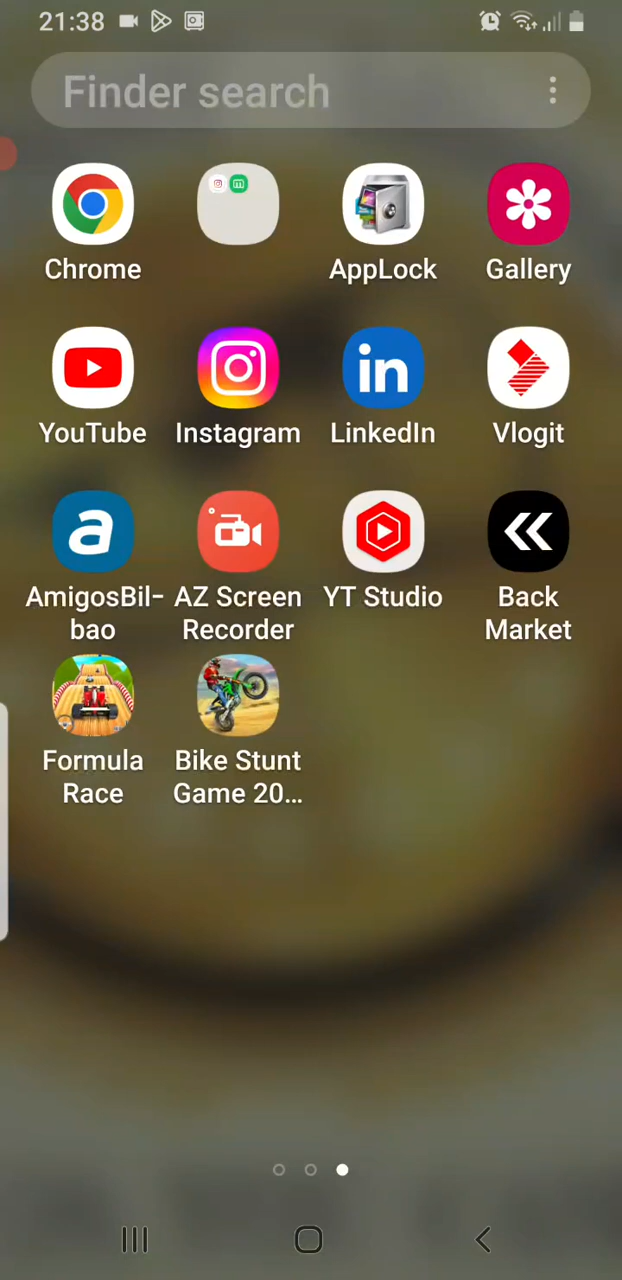 21:38
Finder search
Chrome
AppLock
Gallery
YouTube
Instagram
LinkedIn
Vlogit
in
a
AmigosBil-
bao
AZ Screen
Recorder
YT Studio
Back
Market
Formula
Race
Bike Stunt
Game 20...